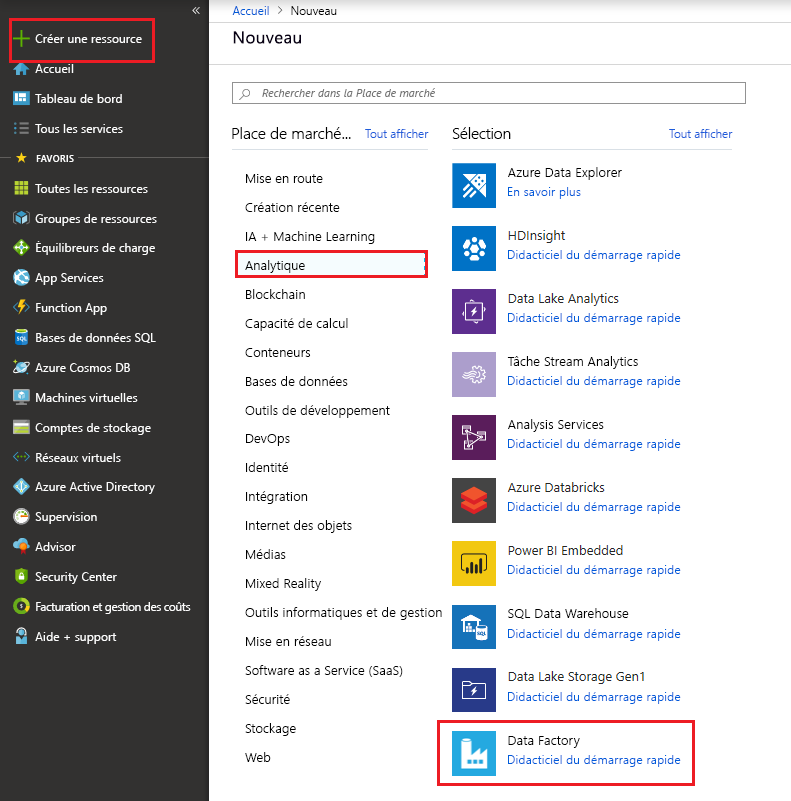 «
Créer une ressource
Accueil
Tableau de bord
Tous les services
FAVORIS
Toutes les ressources
Groupes de ressources
Équilibreurs de charge
App Services
Function App
Bases de données SQL
Azure Cosmos DB
Machines virtuelles
Comptes de stockage
Réseaux virtuels
Azure Active Directory
Supervision
Advisor
Security Center
Facturation et gestion des coûts
Aide + support
Accueil > Nouveau
Nouveau
Rechercher dans la Place de marché
Place de marché... Tout afficher
Mise en route
Création récente
IA + Machine Learning
Analytique
Blockchain
Capacité de calcul
Conteneurs
Bases de données
Outils de développement
DevOps
Identité
Intégration
Internet des objets
Médias
Mixed Reality
Outils informatiques et de gestion
Mise en réseau
Software as a Service (SaaS)
Sécurité
Stockage
Web
Sélection Tout afficher
Azure Data Explorer
En savoir plus
HDInsight
Didacticiel du démarrage rapide
Data Lake Analytics
Didacticiel du démarrage rapide
Tâche Stream Analytics
Didacticiel du démarrage rapide
Analysis Services
Didacticiel du démarrage rapide
Azure Databricks
Didacticiel du démarrage rapide
Power BI Embedded
Didacticiel du démarrage rapide
SQL Data Warehouse
Didacticiel du démarrage rapide
Data Lake Storage Gen1
Didacticiel du démarrage rapide
Data Factory
Didacticiel du démarrage rapide